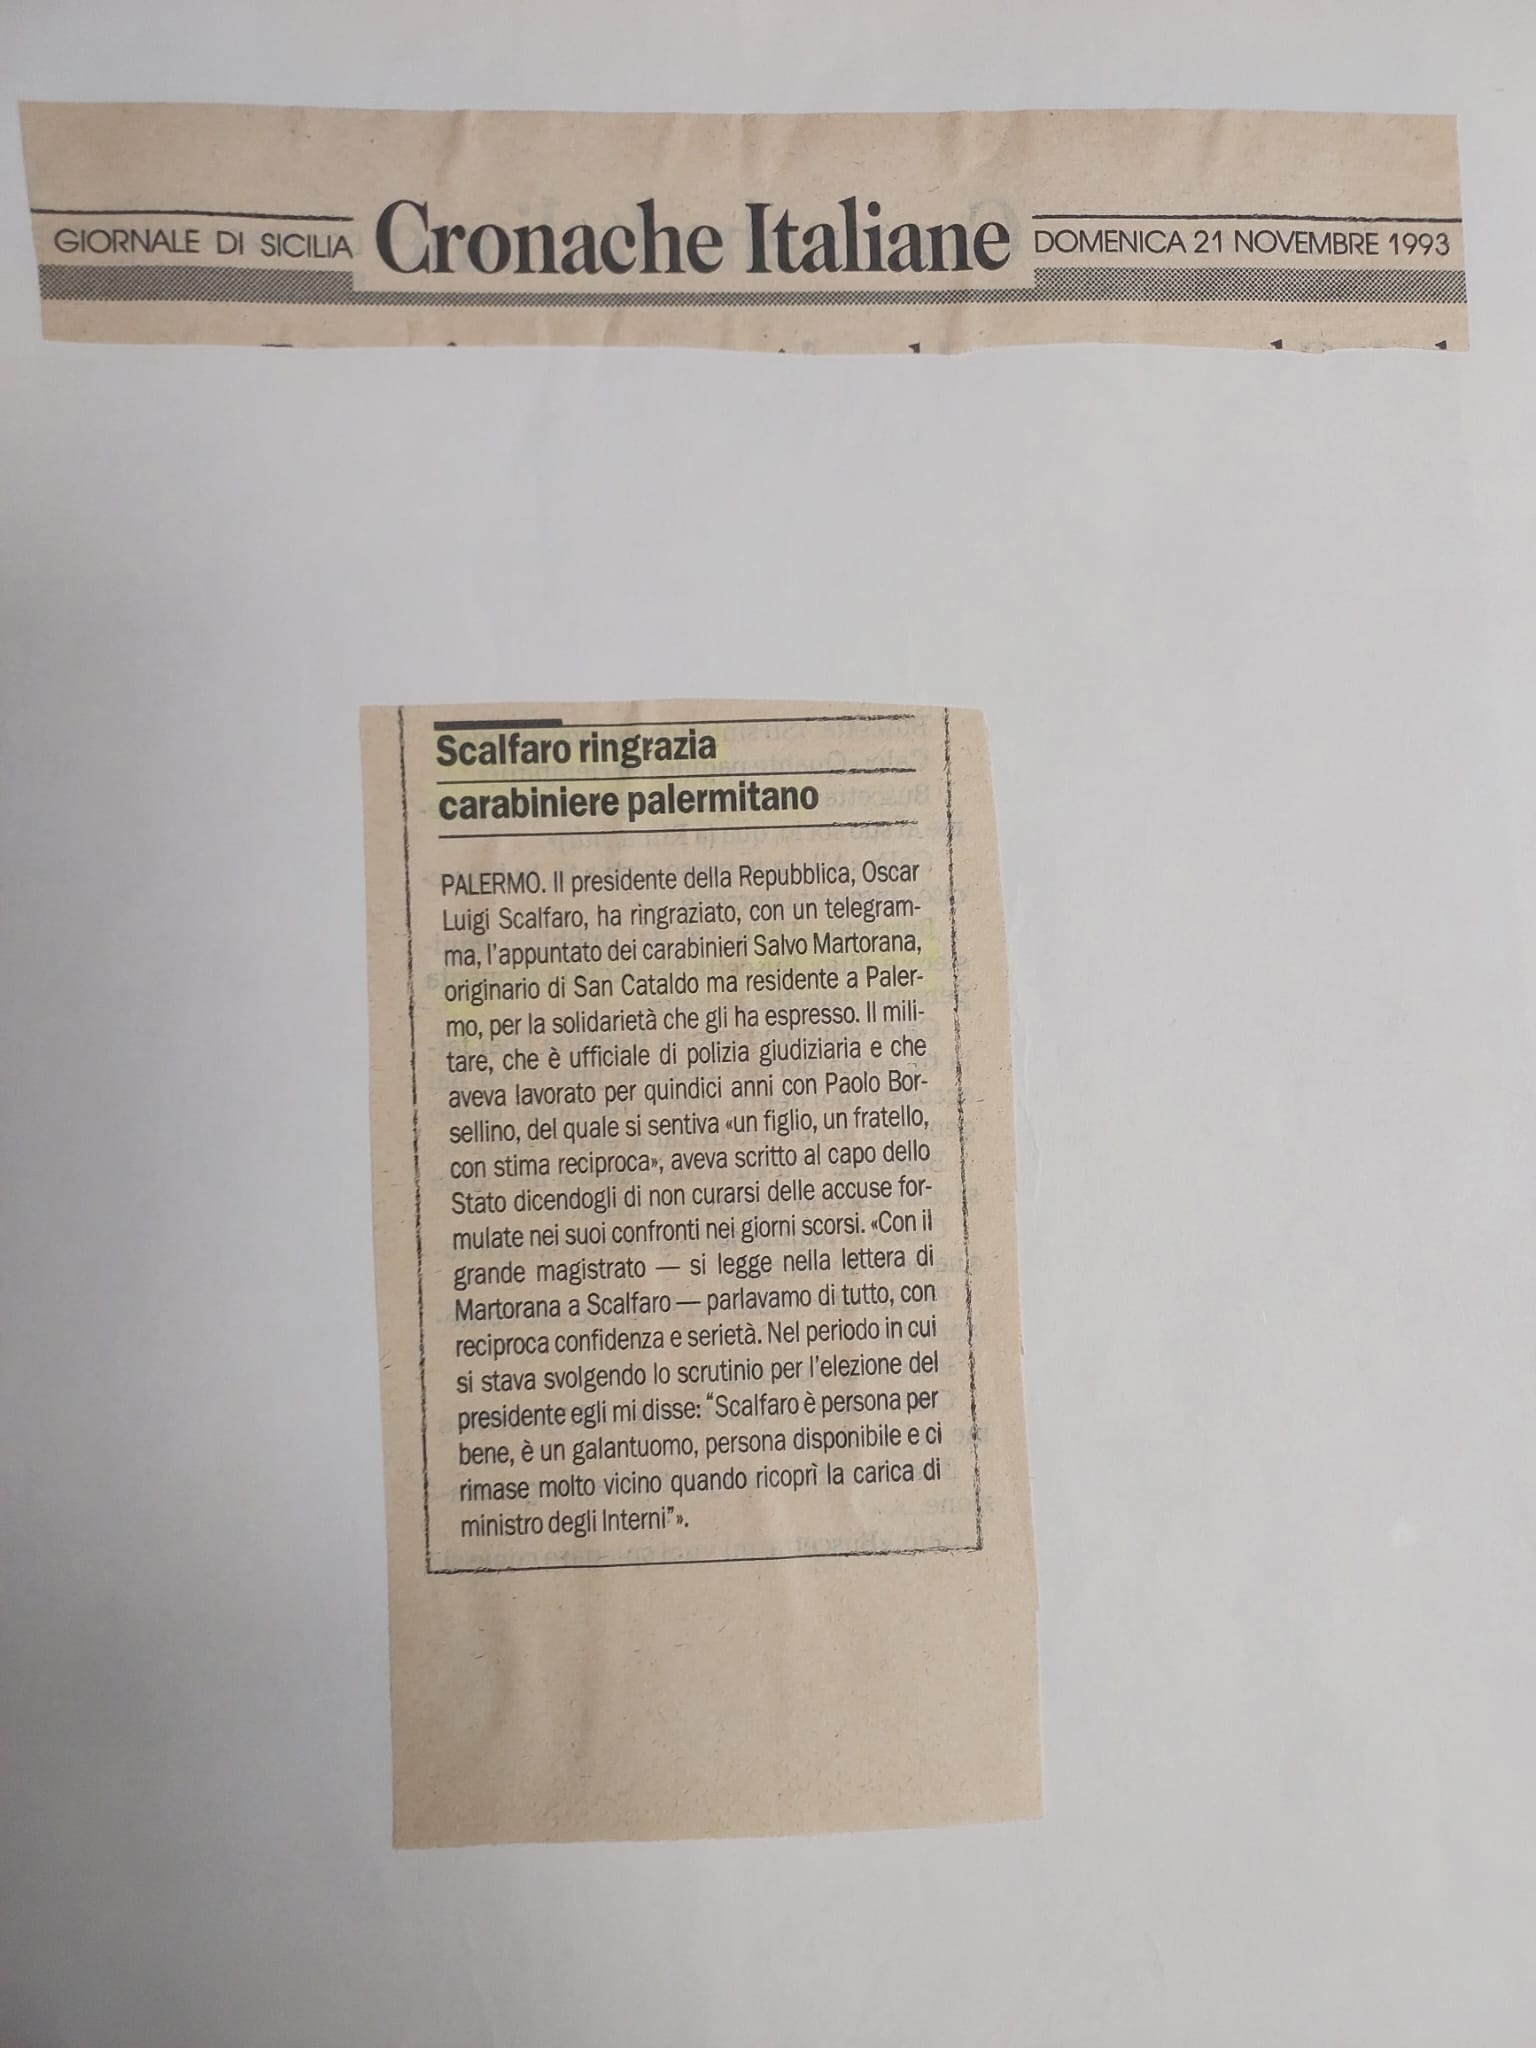 GIORNALE DI SICILIA Cronache Italiane DOMENICA 21 NOVEMBRE 1993
Scalfaro ringrazia
carabiniere palermitano
PALERMO. Il presidente della Repubblica, Oscar
Luigi Scalfaro, ha ringraziato, con un telegram-
ma, l'appuntato dei carabinieri Salvo Martorana,
originario di San Cataldo ma residente a Paler-
mo, per la solidarietà che gli ha espresso. Il mili-
tare, che è ufficiale di polizia giudiziaria e che
aveva lavorato per quindici anni con Paolo Bor-
sellino, del quale si sentiva «un figlio, un fratello,
con stima reciproca», aveva scritto al capo dello
Stato dicendogli di non curarsi delle accuse for-
mulate nei suoi confronti nei giorni scorsi. «Con il
grande magistrato — si legge nella lettera di
Martorana a Scalfaro — parlavamo di tutto, con
reciproca confidenza e serietà. Nel periodo in cui
si stava svolgendo lo scrutinio per l'elezione del
presidente egli mi disse: “Scalfaro è persona per
bene, è un galantuomo, persona disponibile e ci
rimase molto vicino quando ricoprì la carica di
ministro degli Interni”».